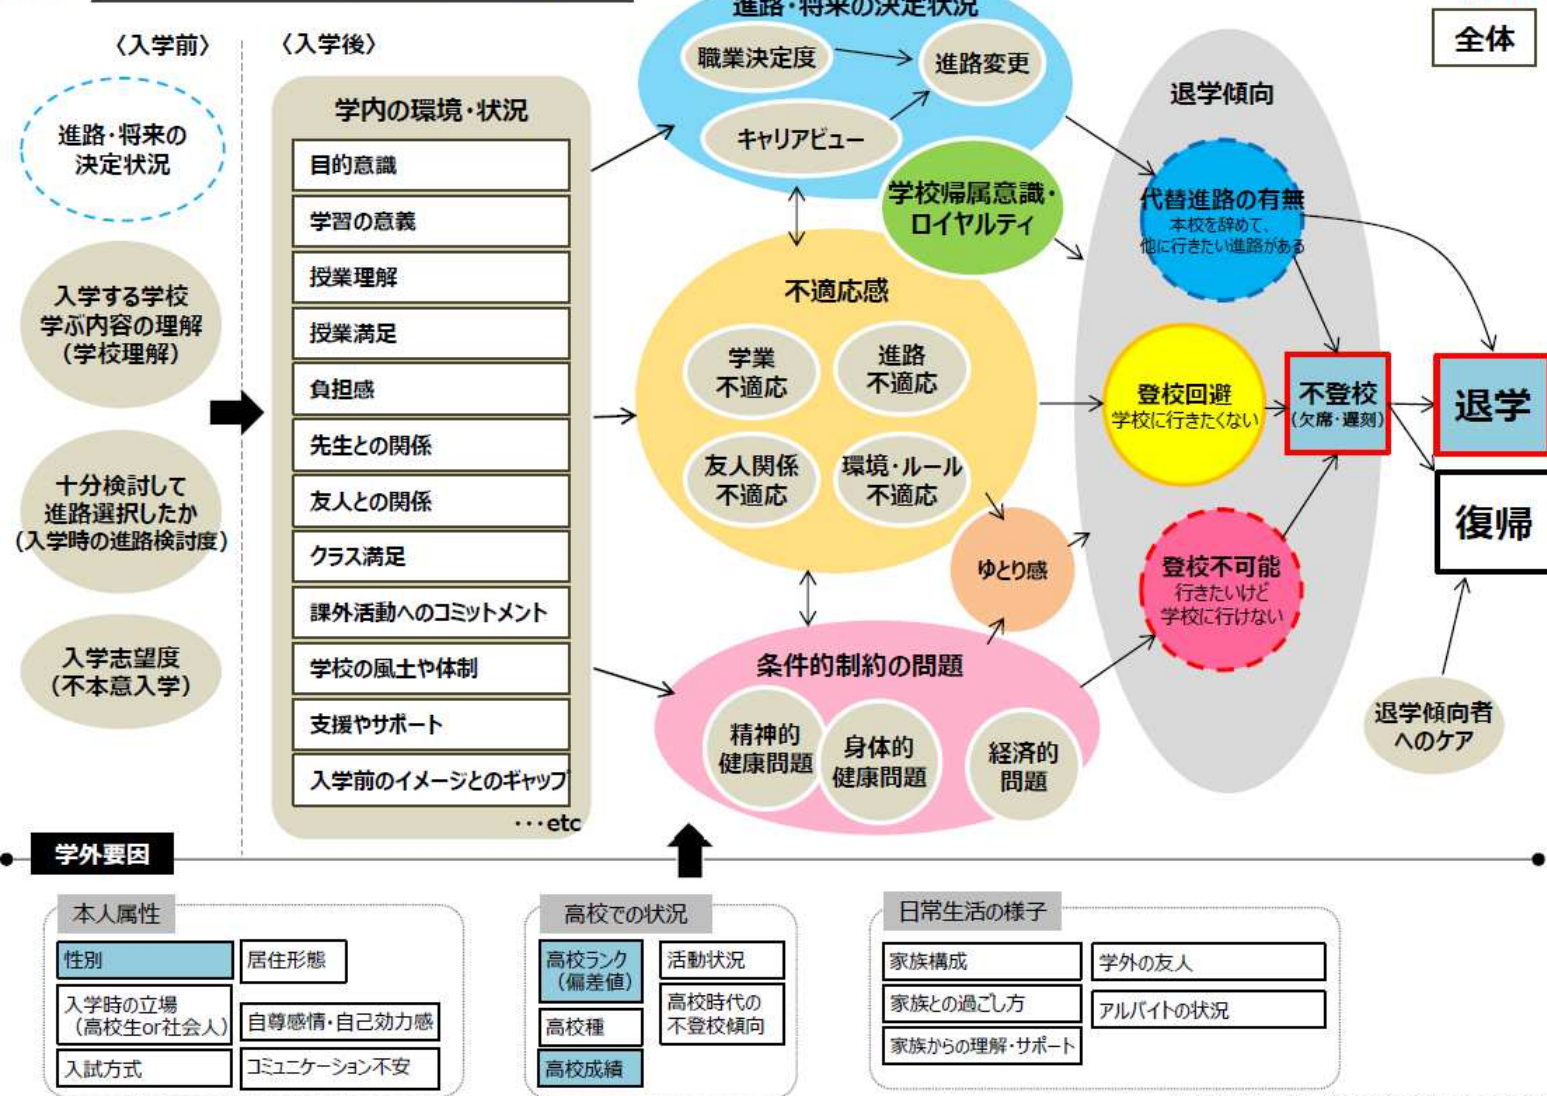 〈入学前〉
〈入学後〉
全体
進路・将来の
決定状況
入学する学校
学ぶ内容の理解
(学校理解)
十分検討して
進路選択したか
(入学時の進路検討度)
入学志望度
(不本意入学)
学内の環境・状況
目的意識
学習の意義
授業理解
授業満足
負担感
先生との関係
友人との関係
クラス満足
課外活動へのコミットメント
学校の風土や体制
支援やサポート
入学前のイメージとのギャップ
・・・etc
進路・将来の決定状況
職業決定度
進路変更
キャリアビュー
学校帰属意識・
ロイヤルティ
不適応感
学業
不適応
進路
不適応
友人関係
不適応
環境・ルール
不適応
ゆとり感
条件的制約の問題
精神的
健康問題
身体的
健康問題
経済的
問題
退学傾向
代替進路の有無
本校を辞めて、
他に行きたい進路がある
登校回避
学校に行きたくない
登校不可能
行きたいけど
学校に行けない
不登校
(欠席・遅刻)
退学
復帰
退学傾向者
へのケア
学外要因
本人属性
性別
居住形態
入学時の立場
(高校生or社会人)
自尊感情・自己効力感
入試方式
コミュニケーション不安
高校での状況
高校ランク
(偏差値)
活動状況
高校種
高校時代の
不登校傾向
高校成績
日常生活の様子
家族構成
学外の友人
家族との過ごし方
アルバイトの状況
家族からの理解・サポート